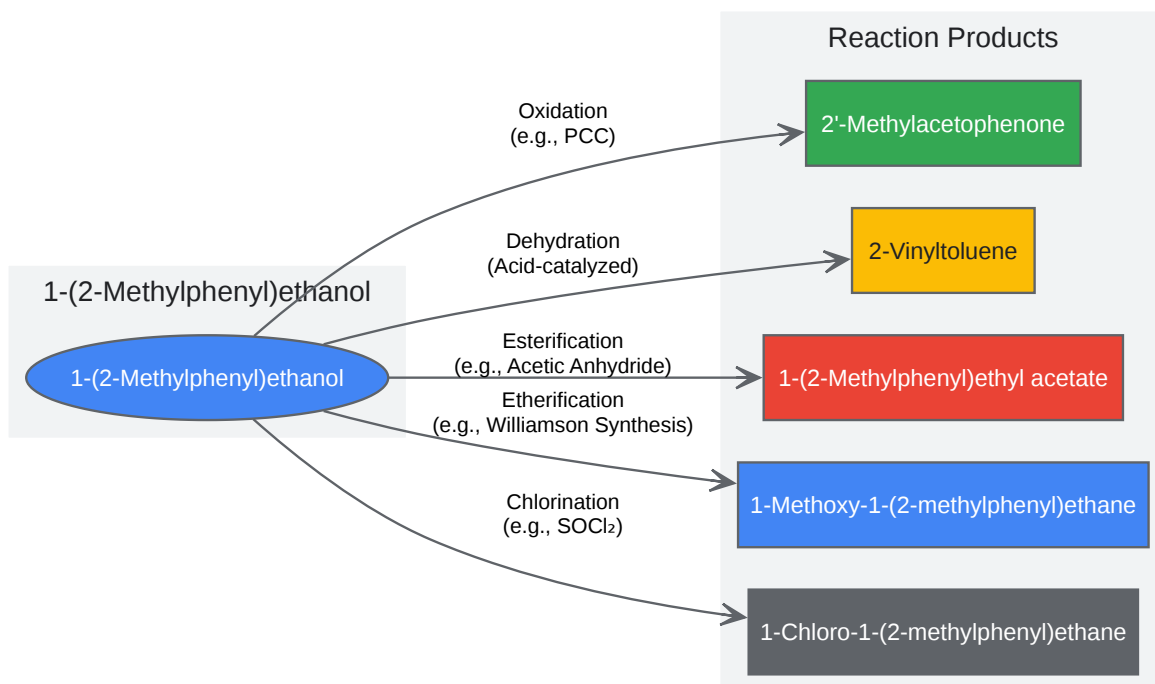 Reaction Products
Oxidation
(e.g., PCC)
2'-Methylacetophenone
Dehydration
(Acid-catalyzed)
2-Vinyltoluene
1-(2-Methylphenyl)ethanol
1-(2-Methylphenyl)ethanol
Esterification
(e.g., Acetic Anhydride)
1-(2-Methylphenyl)ethyl acetate
Etherification
(e.g., Williamson Synthesis)
1-Methoxy-1-(2-methylphenyl)ethane
Chlorination
(e.g., SOCl₂)
1-Chloro-1-(2-methylphenyl)ethane